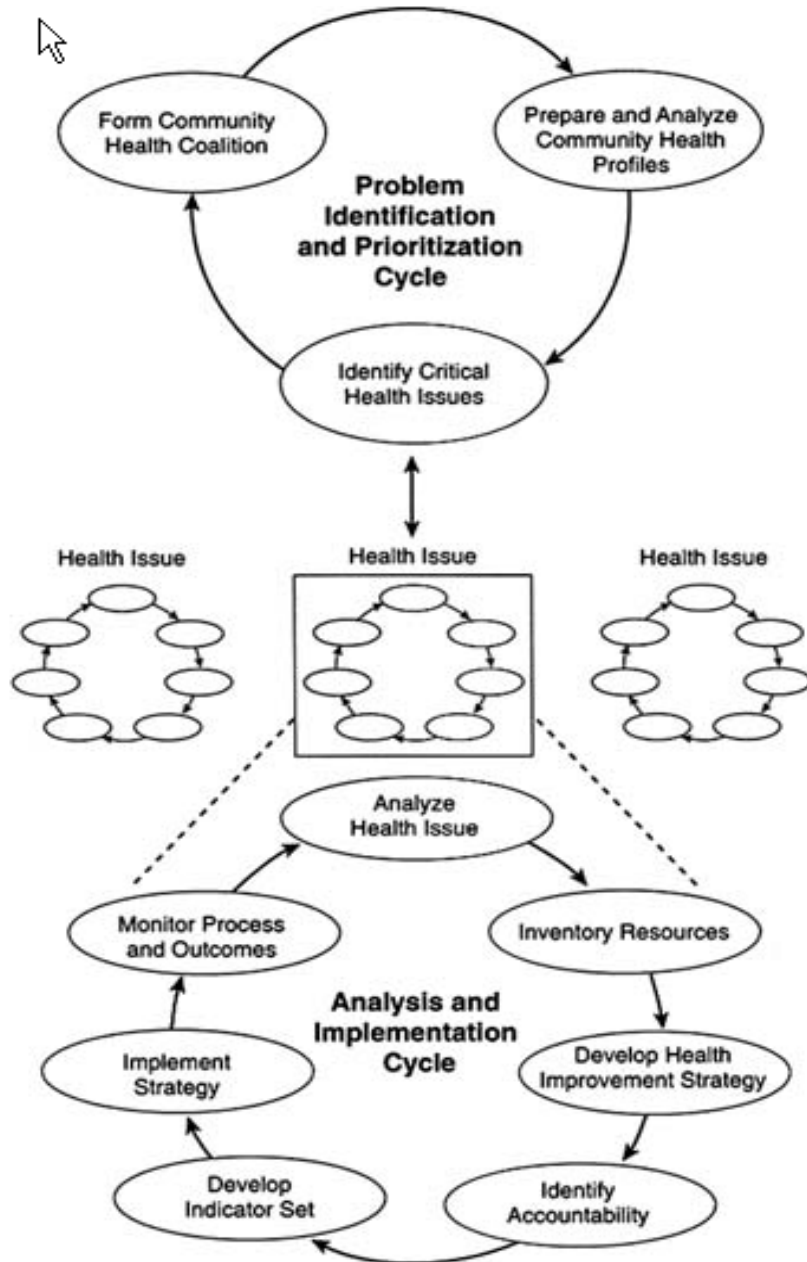 Form Community
Health Coalition
Prepare and Analyze
Community Health
Profiles
Problem
Identification
and Prioritization
Cycle
Identify Critical
Health Issues
Health Issue
Health Issue
Health Issue
Analyze
Health Issue
Monitor Process
and Outcomes
Inventory Resources
Analysis and
Implementation
Cycle
Implement
Strategy
Develop Health
Improvement Strategy
Develop
Indicator Set
Identify
Accountability